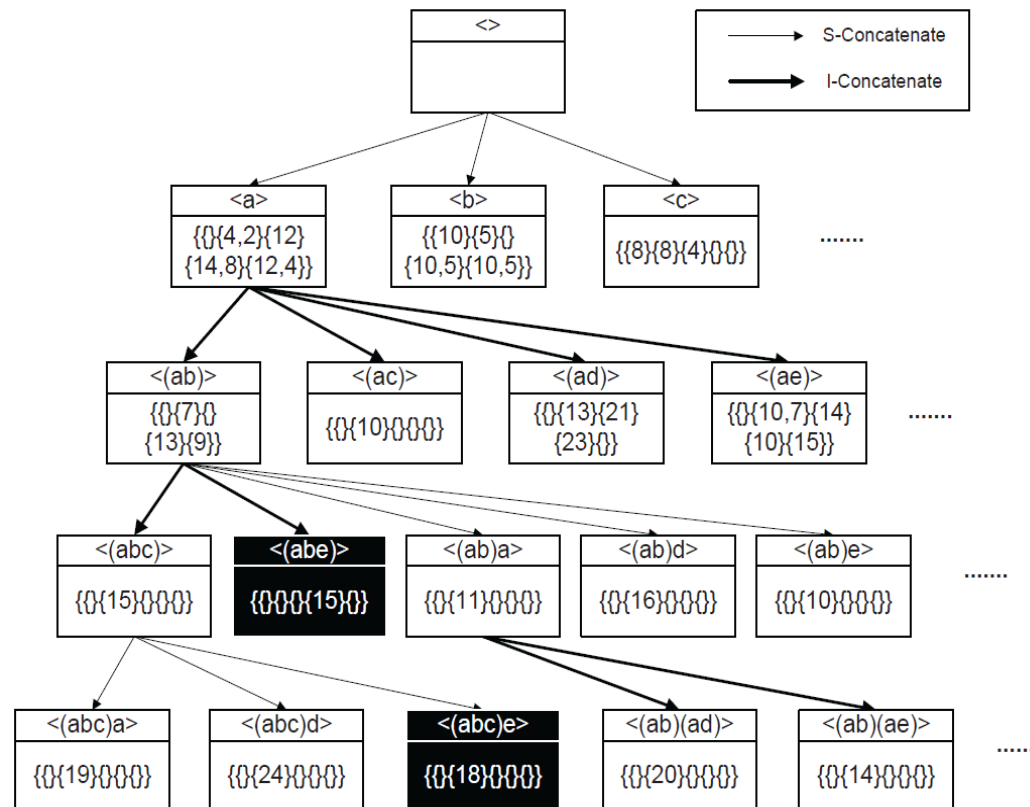 <>
S-Concatenate
I-Concatenate
<a>
{{}{4,2}{12}
{14,8}{12,4}}
<b>
{{10}{5}{}
{10,5}{10,5}}
<c>
{{8}{8}{4}{}{}}
.......
<(ab)>
{{}{7}{}
{13}{9}}
<(ac)>
{{}{10}{}{}{}}
<(ad)>
{{}{13}{21}
{23}{}}
<(ae)>
{{}{10,7}{14}
{10}{15}}
.......
<(abc)>
{{}{15}{}{}{}}
<(abe)>
{{}{}{}{15}{}}
<(ab)a>
{{}{11}{}{}{}}
<(ab)d>
{{}{16}{}{}{}}
<(ab)e>
{{}{10}{}{}{}}
.......
<(abc)a>
{{}{19}{}{}{}}
<(abc)d>
{{}{24}{}{}{}}
<(abc)e>
{{}{18}{}{}{}}
<(ab)(ad)>
{{}{20}{}{}{}}
<(ab)(ae)>
{{}{14}{}{}{}}
......